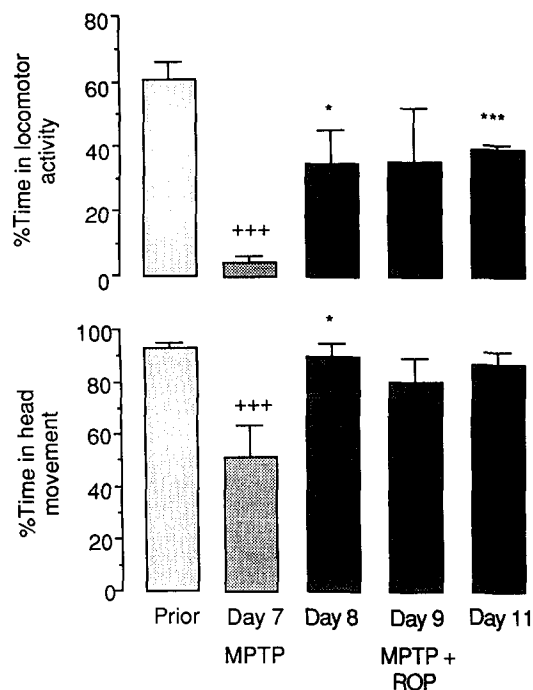 80
60
40
20
0
%Time in locomotor
activity
+++
*
***
100
80
60
40
20
0
%Time in head
movement
+++
*
Prior Day 7 Day 8 Day 9 Day 11
MPTP MPTP +
ROP